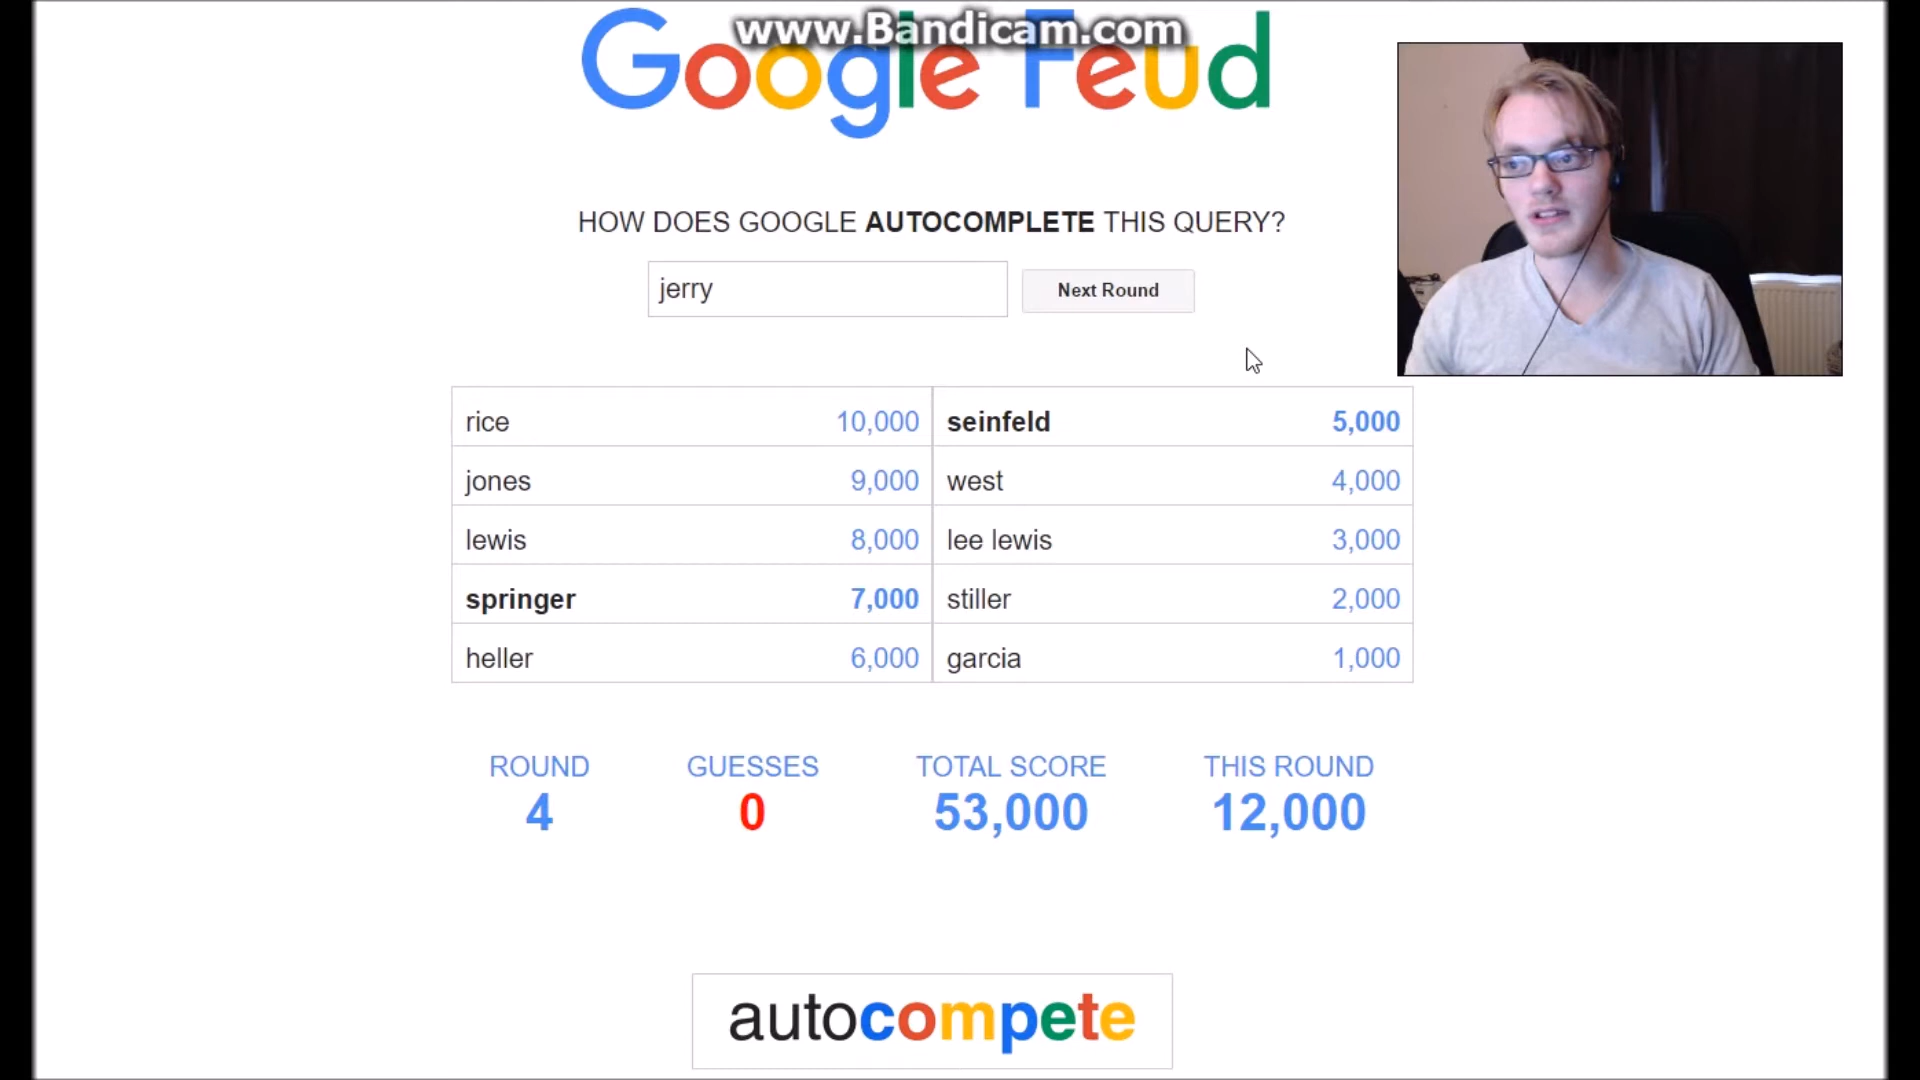 www.Bandicam.com
Google Feud
HOW DOES GOOGLE AUTOCOMPLETE THIS QUERY?
jerry
Next Round
rice 10,000 seinfeld 5,000
jones 9,000 west 4,000
lewis 8,000 lee lewis 3,000
springer 7,000 stiller 2,000
heller 6,000 garcia 1,000
ROUND GUESSES TOTAL SCORE THIS ROUND
4 0 53,000 12,000
autocompete